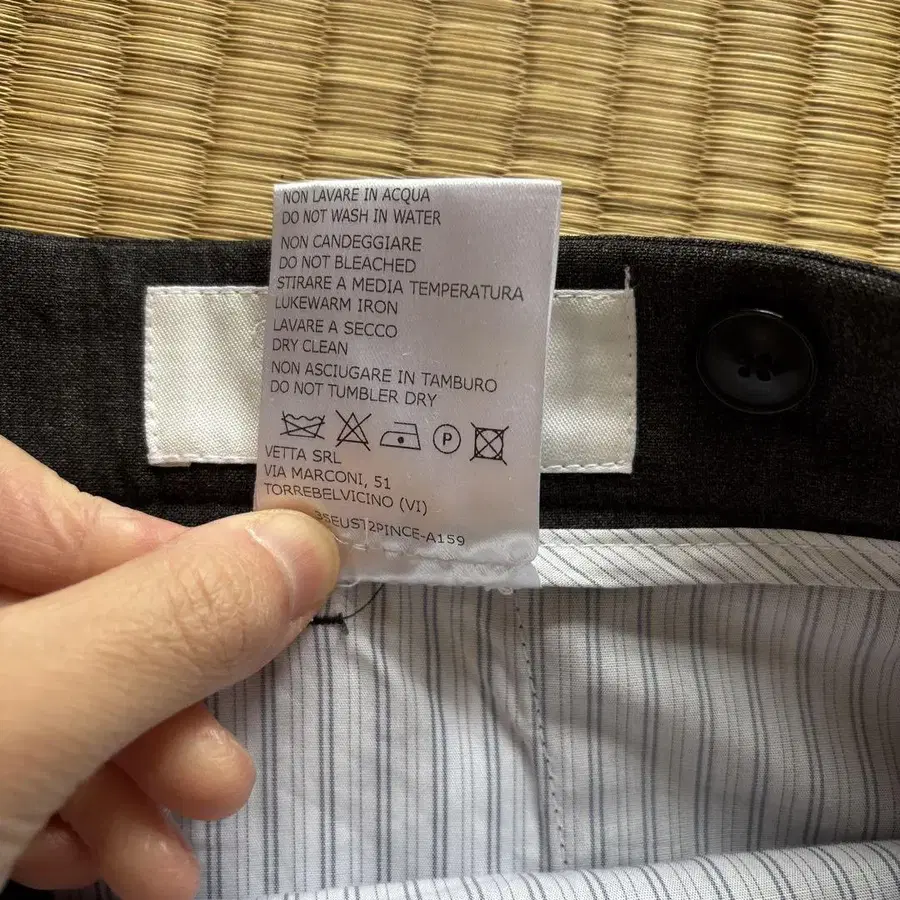 NON LAVARE IN ACQUA
DO NOT WASH IN WATER
NON CANDEGGIARE
DO NOT BLEACHED
STIRARE A MEDIA TEMPERATURA
LUKEWARM IRON
LAVARE A SECCO
DRY CLEAN
NON ASCIUGARE IN TAMBURO
DO NOT TUMBLER DRY
P
VETTA SRL
VIA MARCONI, 51
TORREBELVICINO (VI)